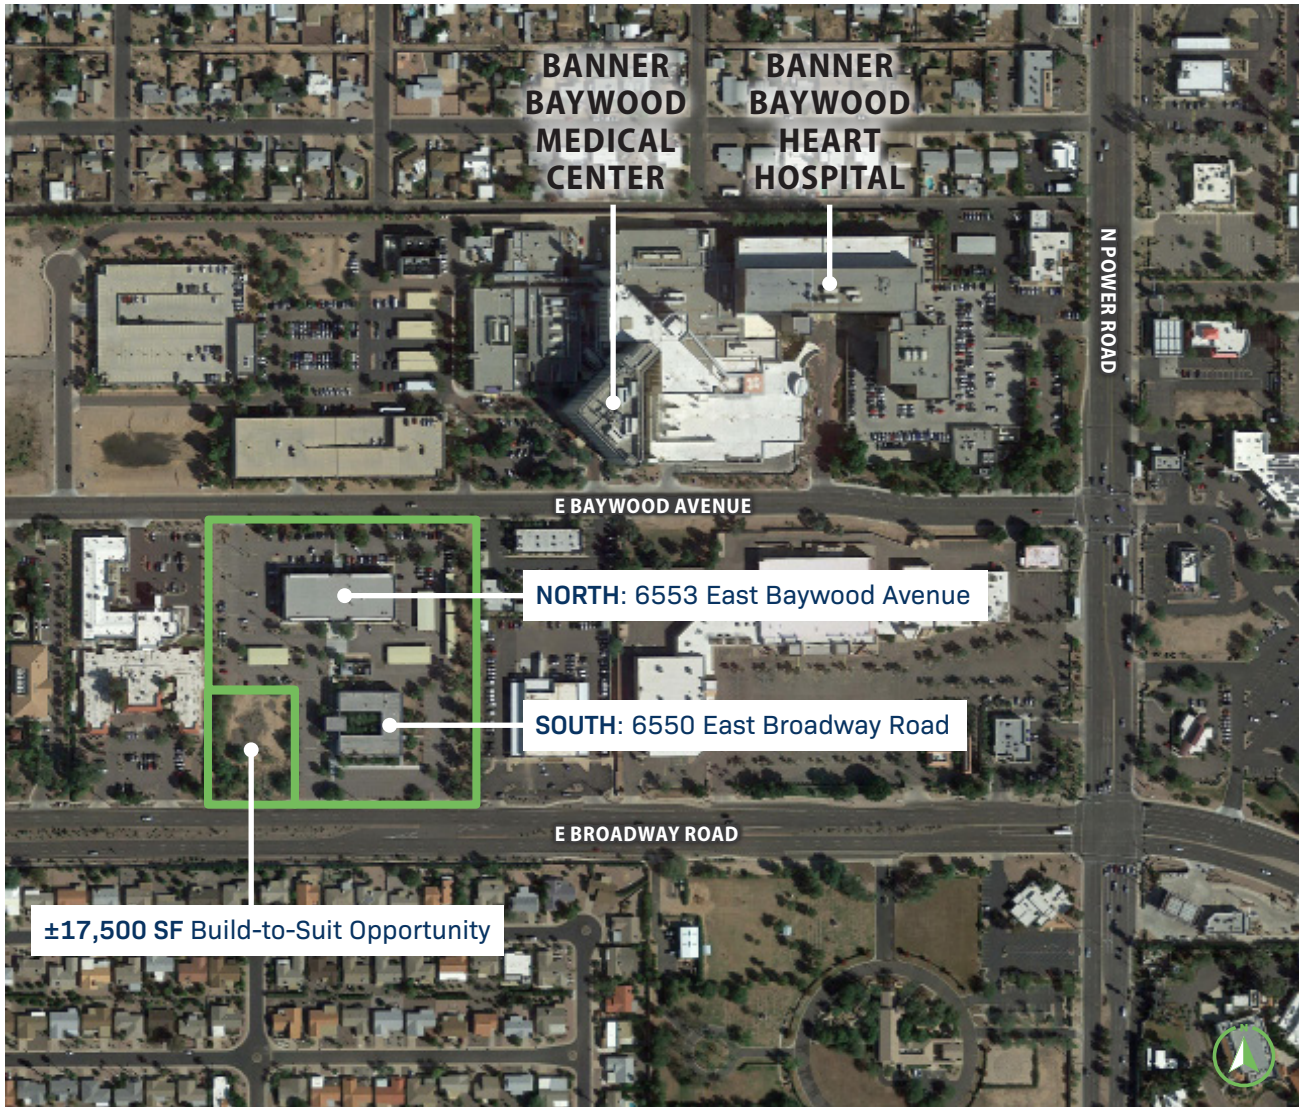 BANNER
BAYWOOD
MEDICAL
CENTER
BANNER
BAYWOOD
HEART
HOSPITAL
N POWER ROAD
E BAYWOOD AVENUE
NORTH: 6553 East Baywood Avenue
SOUTH: 6550 East Broadway Road
E BROADWAY ROAD
±17,500 SF Build-to-Suit Opportunity
N